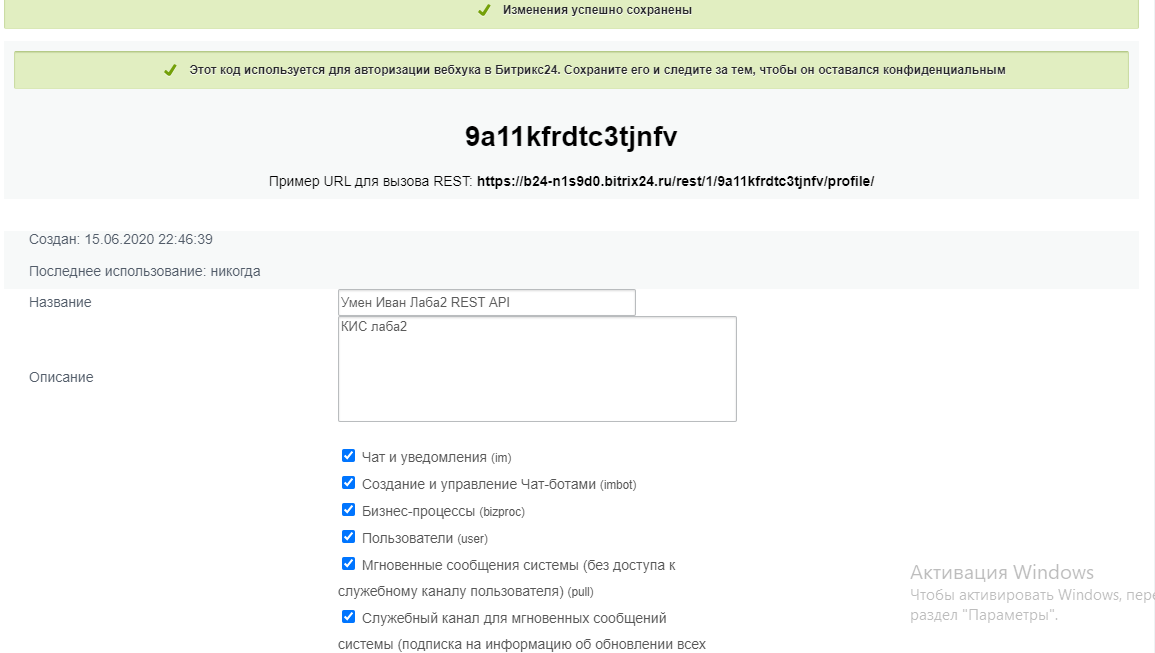 Изменения успешно сохранены
Этот код используется для авторизации вебхука в Битрикс24. Сохраните его и следите за тем, чтобы он оставался конфиденциальным
9a11kfrdtc3tjnfv
Пример URL для вызова REST: https://b24-n1s9d0.bitrix24.ru/rest/1/9a11kfrdtc3tjnfv/profile/
Создан: 15.06.2020 22:46:39
Последнее использование: никогда
Название
Умен Иван Лаба2 REST API
КИС лаба2
Описание
Чат и уведомления (im)
Создание и управление Чат-ботами (imbot)
Бизнес-процессы (bizproc)
Пользователи (user)
Мгновенные сообщения системы (без доступа к
служебному каналу пользователя) (pull)
Служебный канал для мгновенных сообщений
системы (подписка на информацию об обновлении всех
Активация Windows
Чтобы активировать Windows, пере
раздел "Параметры".